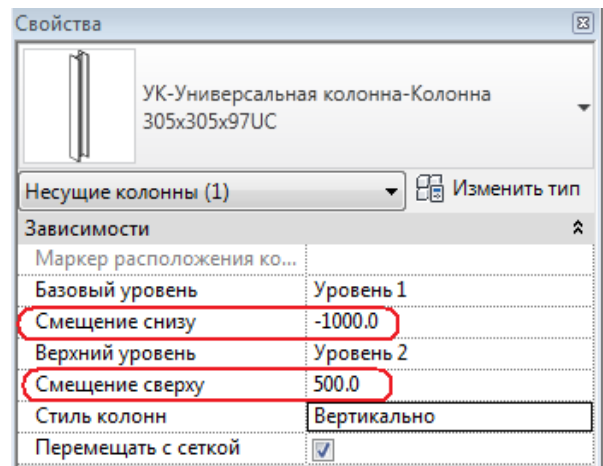 Свойства
УК-Универсальная колонна-Колонна
305x305x97UC
Несущие колонны (1) Изменить тип
Зависимости
Маркер расположения ко...
Базовый уровень Уровень 1
Смещение снизу -1000.0
Верхний уровень Уровень 2
Смещение сверху 500.0
Стиль колонн Вертикально
Перемещать с сеткой